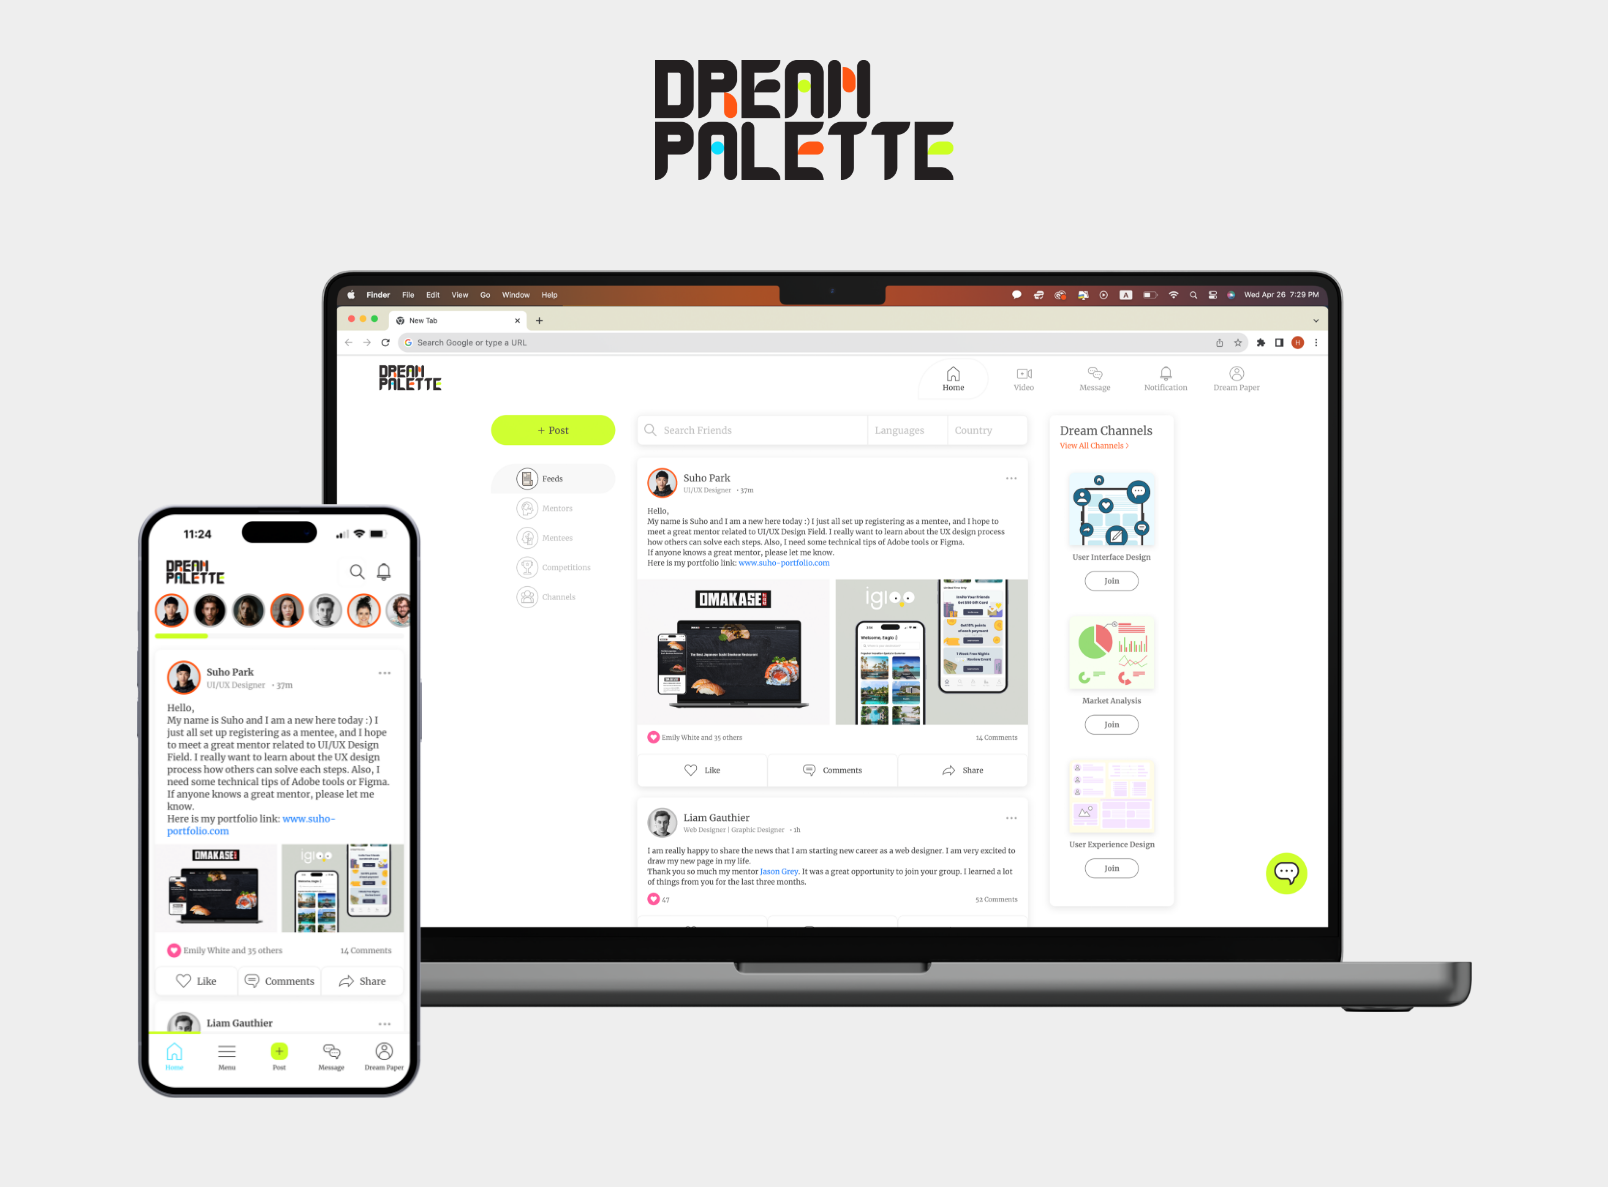 DREAM
PALETTE
Finder File Edit View Go Window Help
A
Wed Apr 26 7:29 PM
New Tab
Search Google or type a URL
H
DREAM
PALETTE
Home
Video
Message
Notification
Dream Paper
+ Post
Feeds
Mentors
Mentees
Competitions
Channels
Search Friends
Languages
Country
Suho Park
UI/UX Designer • 37m
Hello,
My name is Suho and I am a new here today :) I just all set up registering as a mentee, and I hope to
meet a great mentor related to UI/UX Design Field. I really want to learn about the UX design process
how others can solve each steps. Also, I need some technical tips of Adobe tools or Figma.
If anyone knows a great mentor, please let me know.
Here is my portfolio link: www.suho-portfolio.com
OMAKASE
igloo
Welcome, Eagle
Emily White and 35 others
14 Comments
Like
Comments
Share
Liam Gauthier
Web Designer | Graphic Designer • 1h
I am really happy to share the news that I am starting new career as a web designer. I am very excited to
draw my new page in my life.
Thank you so much my mentor Jason Grey. It was a great opportunity to join your group. I learned a lot
of things from you for the last three months.
47
52 Comments
Dream Channels
View All Channels >
User Interface Design
Join
Market Analysis
Join
User Experience Design
Join
11:24
DREAM
PALETTE
Suho Park
UI/UX Designer • 37m
Hello,
My name is Suho and I am a new here today :) I
just all set up registering as a mentee, and I hope
to meet a great mentor related to UI/UX Design
Field. I really want to learn about the UX design
process how others can solve each steps. Also, I
need some technical tips of Adobe tools or Figma.
If anyone knows a great mentor, please let me
know.
Here is my portfolio link: www.suho-
portfolio.com
OMAKASE
igloo
Emily White and 35 others
14 Comments
Like
Comments
Share
Liam Gauthier
Home
Menu
Post
Message
Dream Paper